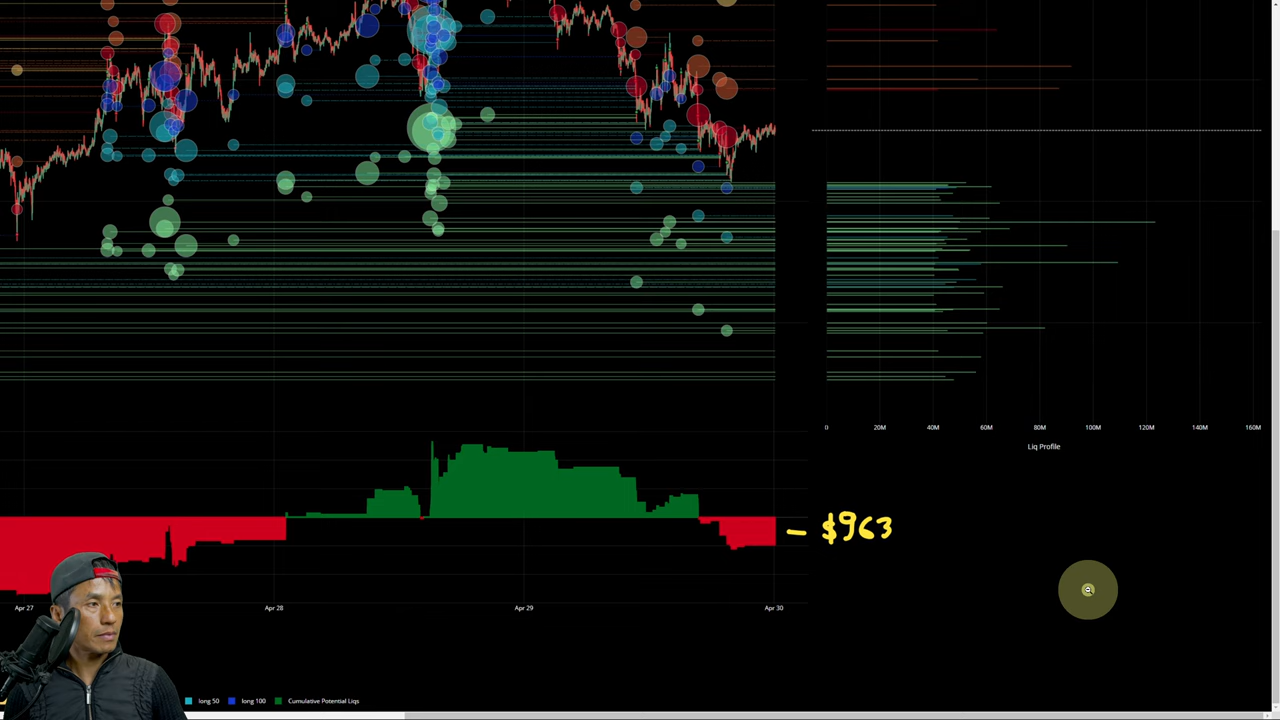 0 20M 40M 60M 80M 100M 120M 140M 160M
Liq Profile
- $963
Apr 27 Apr 28 Apr 29 Apr 30
long 50 long 100 Cumulative Potential Liqs